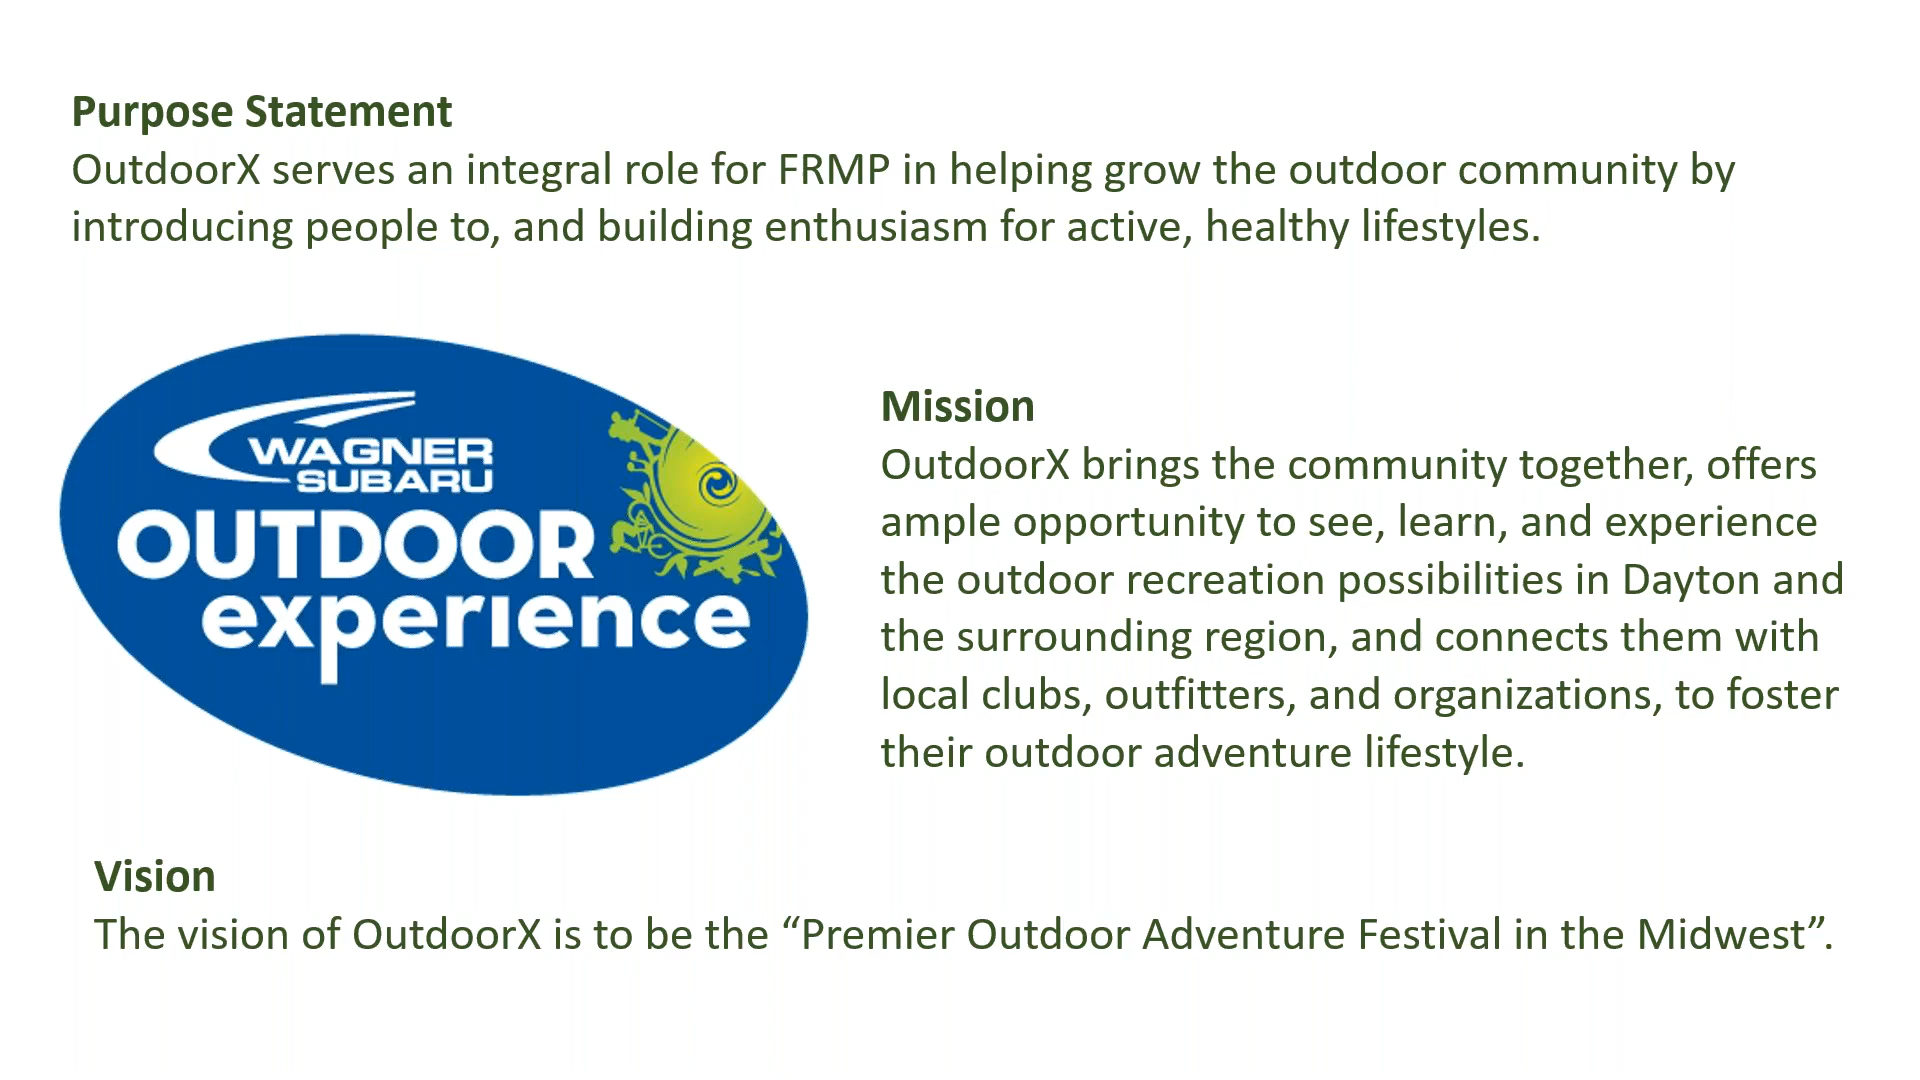 Purpose Statement
OutdoorX serves an integral role for FRMP in helping grow the outdoor community by
introducing people to, and building enthusiasm for active, healthy lifestyles.
WAGNER
SUBARU
OUTDOOR
experience
Mission
OutdoorX brings the community together, offers
ample opportunity to see, learn, and experience
the outdoor recreation possibilities in Dayton and
the surrounding region, and connects them with
local clubs, outfitters, and organizations, to foster
their outdoor adventure lifestyle.
Vision
The vision of OutdoorX is to be the “Premier Outdoor Adventure Festival in the Midwest”.